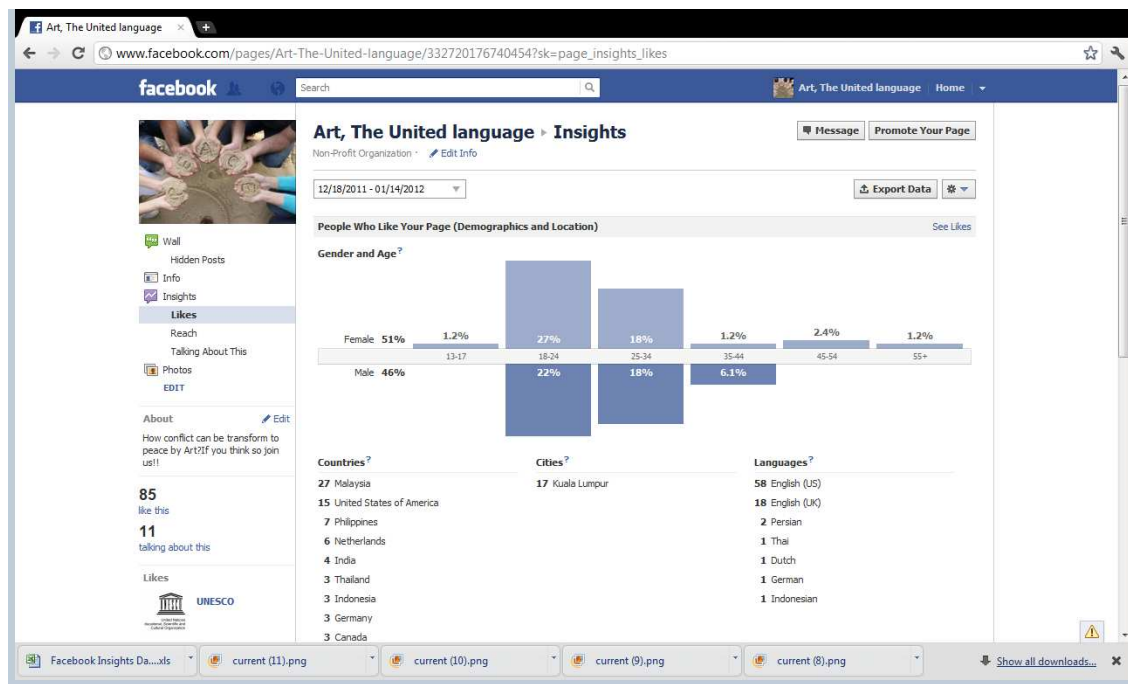 Art, The United language
www.facebook.com/pages/Art-The-United-language/332720176740454?sk=page_insights_likes
facebook
Search
Art, The United language
Home
Art, The United language › Insights
Message
Promote Your Page
Non-Profit Organization · Edit Info
12/18/2011 - 01/14/2012
Export Data
People Who Like Your Page (Demographics and Location)
See Likes
Gender and Age?
Female 51% 1.2% 27% 18% 1.2% 2.4% 1.2%
13-17 18-24 25-34 35-44 45-54 55+
Male 46% 22% 18% 6.1%
Countries?
27 Malaysia
15 United States of America
7 Philippines
6 Netherlands
4 India
3 Thailand
3 Indonesia
3 Germany
3 Canada
Cities?
17 Kuala Lumpur
Languages?
58 English (US)
18 English (UK)
2 Persian
1 Thai
1 Dutch
1 German
1 Indonesian
Wall
Hidden Posts
Info
Insights
Likes
Reach
Talking About This
Photos
EDIT
About
Edit
How conflict can be transform to
peace by Art?If you think so join
us!!
85
like this
11
talking about this
Likes
UNESCO
Facebook Insights Da....xls
current (11).png
current (10).png
current (9).png
current (8).png
Show all downloads...